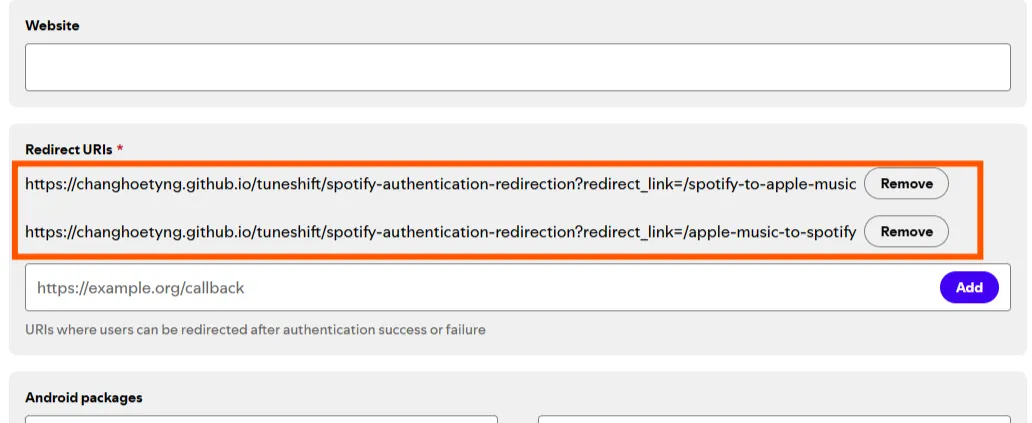 Website
Redirect URIs *
https://changhoetyng.github.io/tuneshift/spotify-authentication-redirection?redirect_link=/spotify-to-apple-music Remove
https://changhoetyng.github.io/tuneshift/spotify-authentication-redirection?redirect_link=/apple-music-to-spotify Remove
https://example.org/callback Add
URIs where users can be redirected after authentication success or failure
Android packages